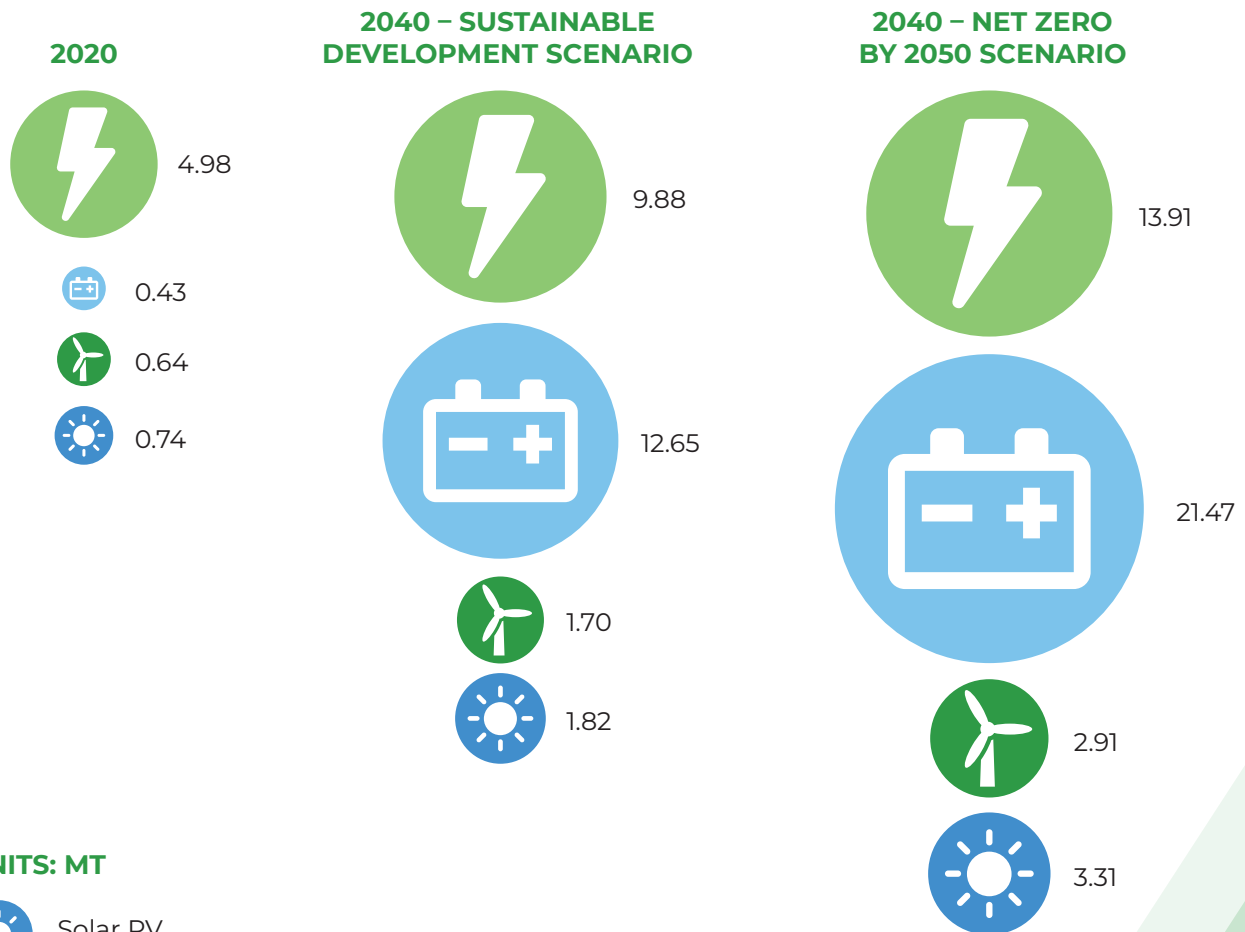 2020
4.98
0.43
0.64
0.74
2040 – SUSTAINABLE
DEVELOPMENT SCENARIO
9.88
12.65
1.70
1.82
2040 – NET ZERO
BY 2050 SCENARIO
13.91
21.47
2.91
3.31
MT
Solar